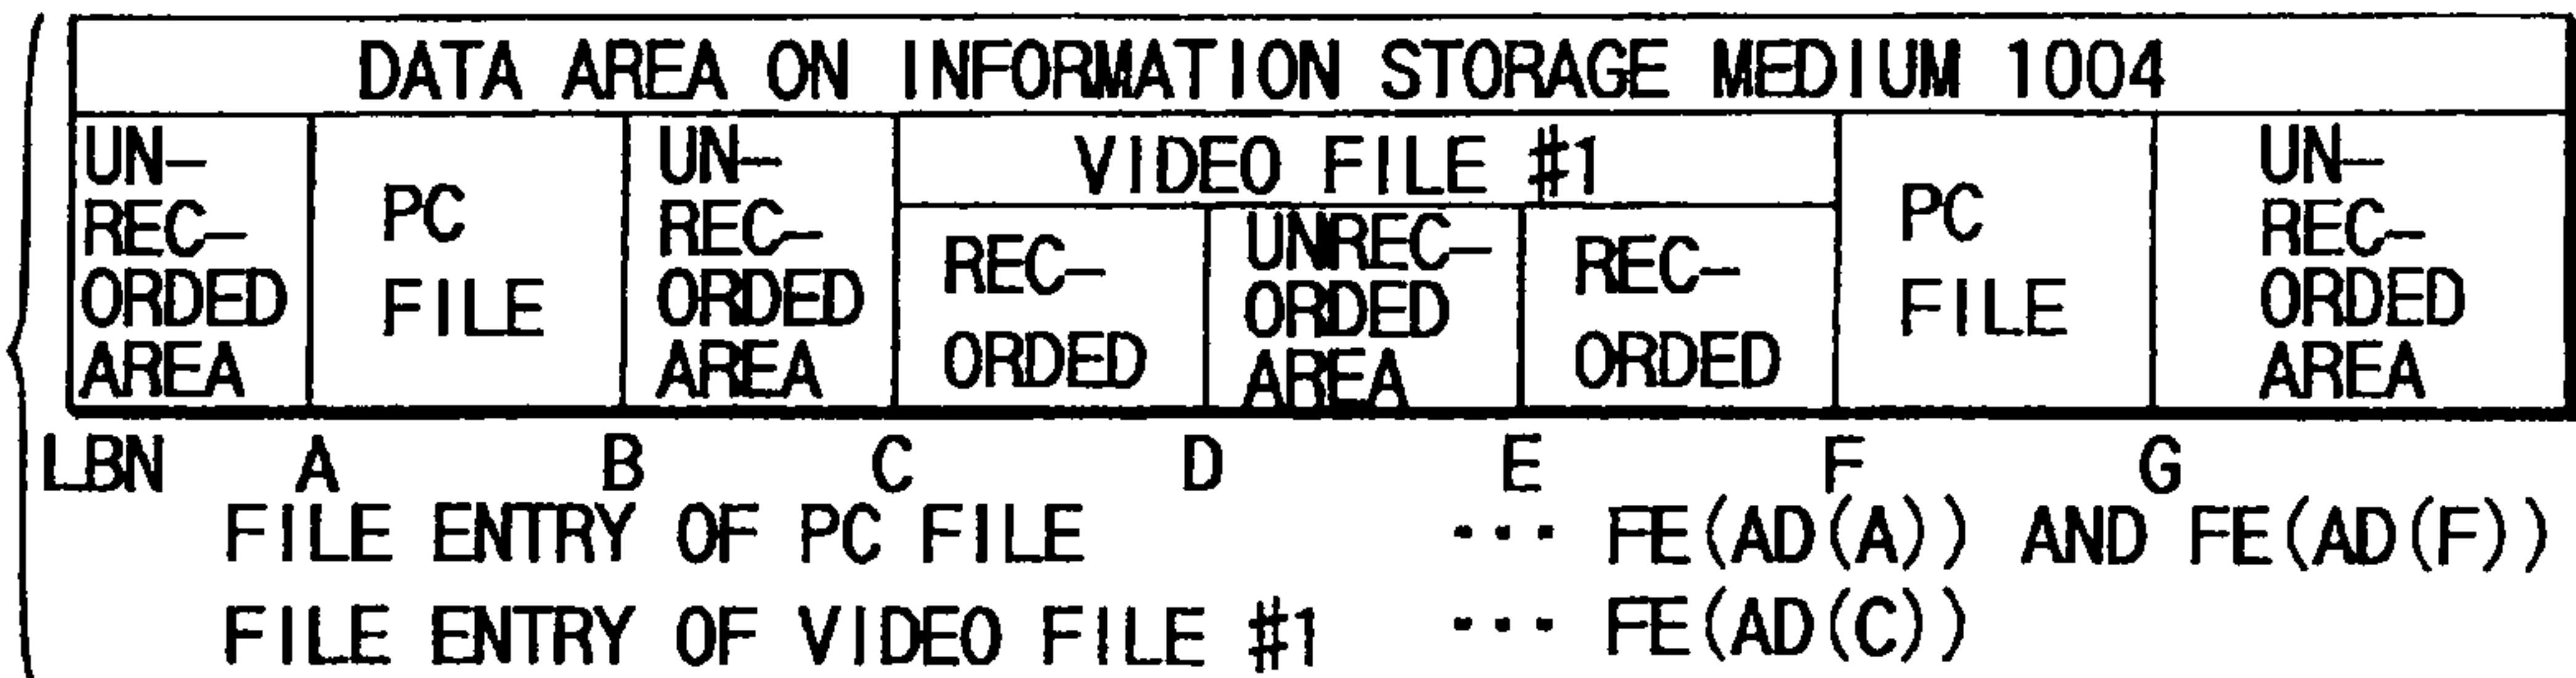 DATA AREA ON INFORMATION STORAGE MEDIUM 1004
UN-
REC-
ORDED
AREA
PC
FILE
UN-
REC-
ORDED
AREA
VIDEO FILE #1
REC-
ORDED
UNREC-
ORDED
AREA
REC-
ORDED
PC
FILE
UN-
REC-
ORDED
AREA
LBN A B C D E F G
FILE ENTRY OF PC FILE ··· FE(AD(A)) AND FE(AD(F))
FILE ENTRY OF VIDEO FILE #1 ··· FE(AD(C))